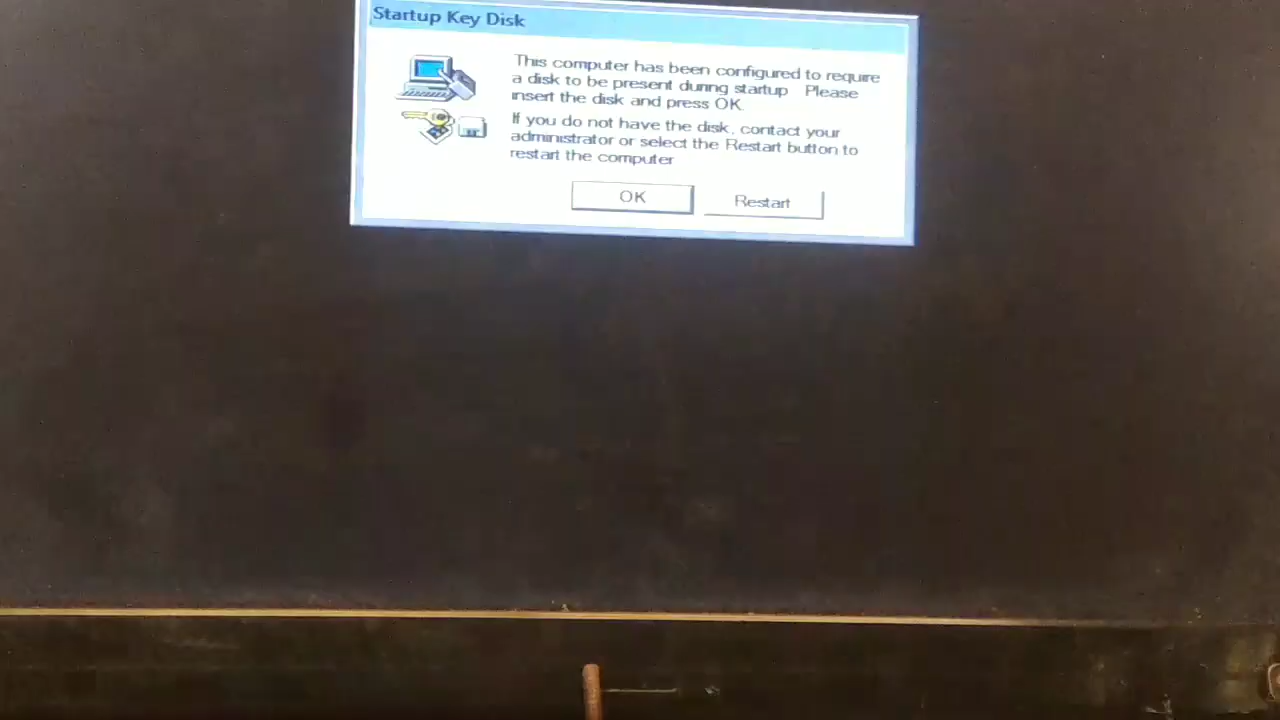 Startup Key Disk
This computer has been configured to require
a disk to be present during startup Please
insert the disk and press OK.
If you do not have the disk, contact your
administrator or select the Restart button to
restart the computer
OK
Restart